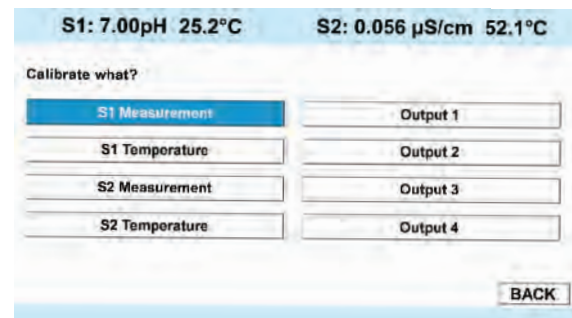 S1: 7.00pH 25.2°C S2: 0.056 µS/cm 52.1°C
Calibrate what?
S1 Measurement Output 1
S1 Temperature Output 2
S2 Measurement Output 3
S2 Temperature Output 4
BACK